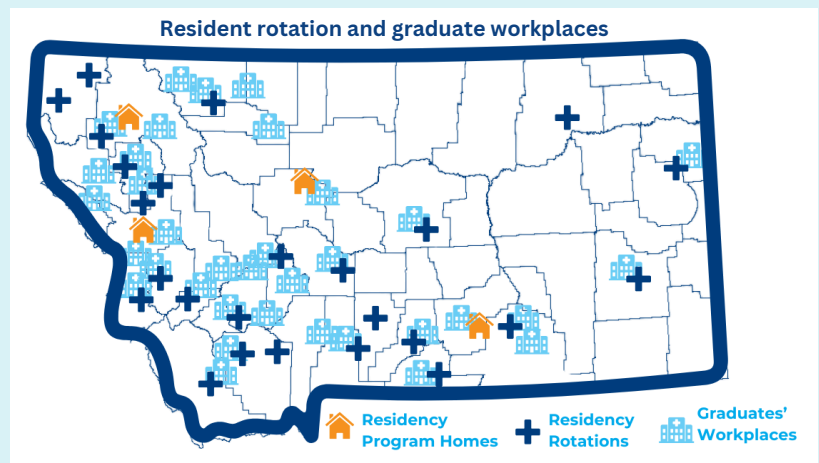 Resident rotation and graduate workplaces
Residency
Program Homes
Residency
Rotations
Graduates’
Workplaces